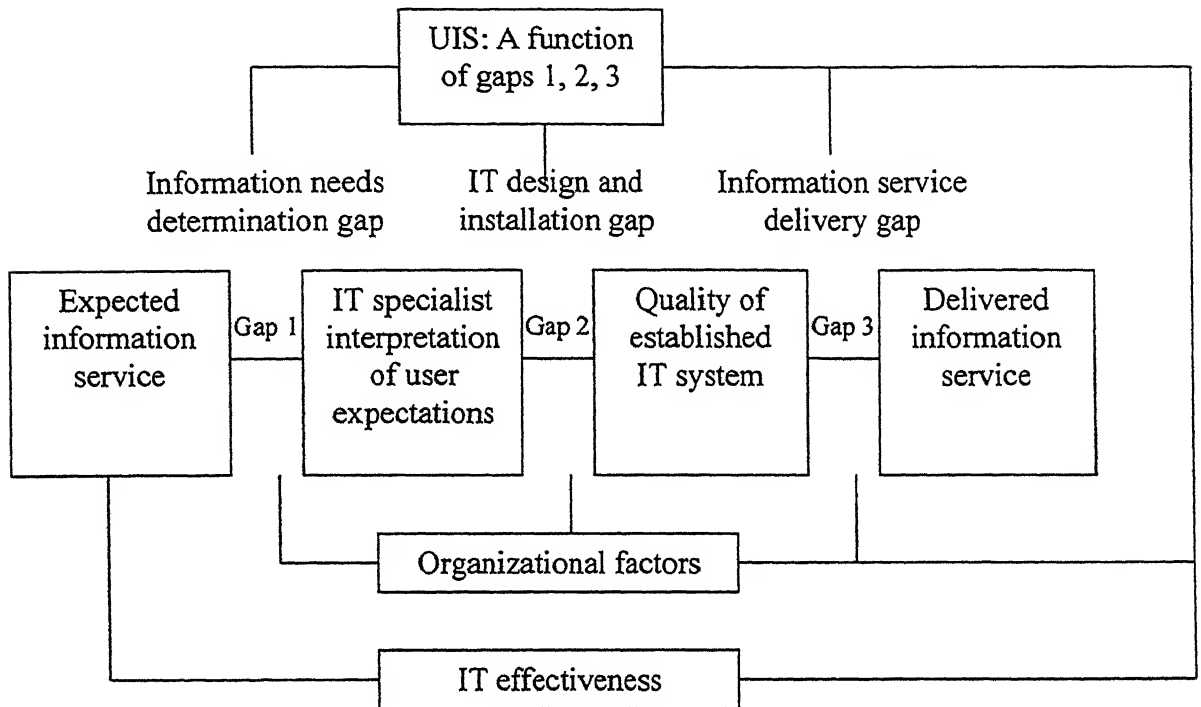 UIS: A function
of gaps 1, 2, 3
Information needs
determination gap
IT design and
installation gap
Information service
delivery gap
Expected
information
service
Gap 1
IT specialist
interpretation
of user
expectations
Gap 2
Quality of
established
IT system
Gap 3
Delivered
information
service
Organizational factors
IT effectiveness